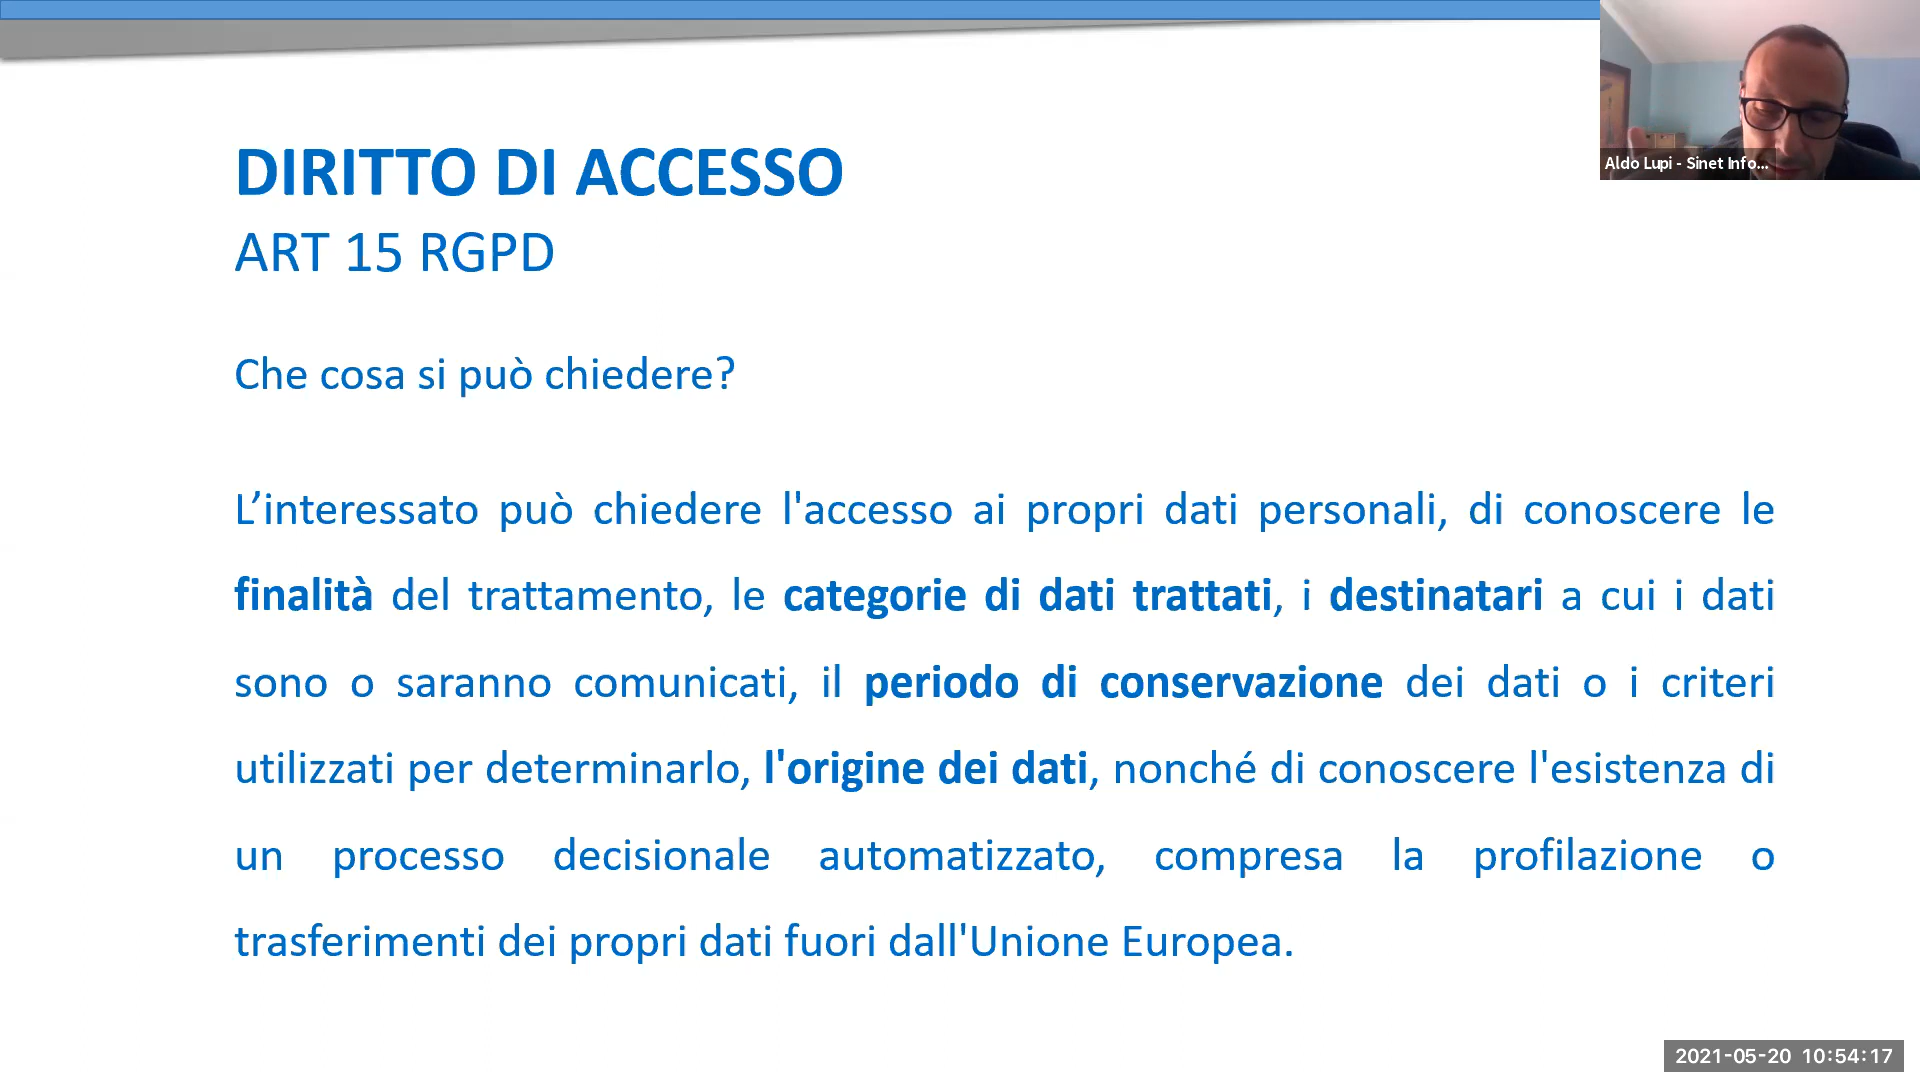 Aldo Lupi - Sinet Info...
DIRITTO DI ACCESSO
ART 15 RGPD
Che cosa si può chiedere?
L’interessato può chiedere l'accesso ai propri dati personali, di conoscere le
finalità del trattamento, le categorie di dati trattati, i destinatari a cui i dati
sono o saranno comunicati, il periodo di conservazione dei dati o i criteri
utilizzati per determinarlo, l'origine dei dati, nonché di conoscere l'esistenza di
un processo decisionale automatizzato, compresa la profilazione o
trasferimenti dei propri dati fuori dall'Unione Europea.
2021-05-20 10:54:17